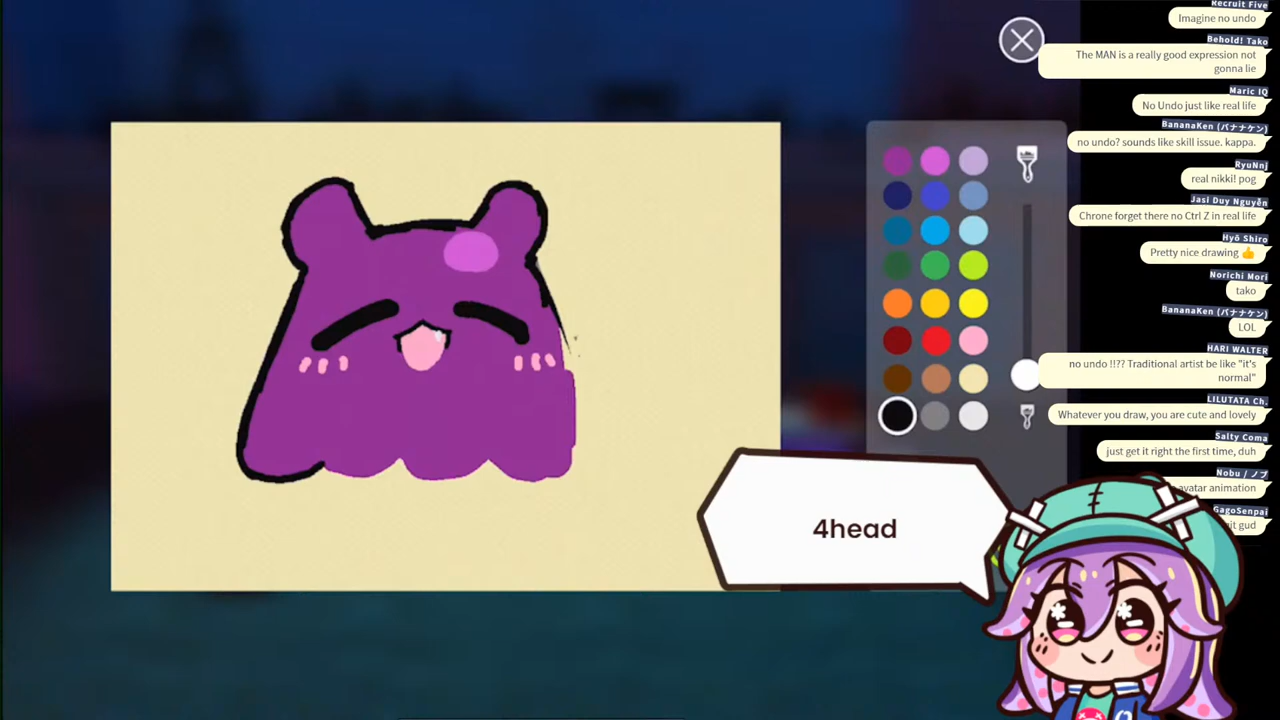 Recruit Five
Imagine no undo
Behold! Tako
The MAN is a really good expression not
gonna lie
Maric IQ
No Undo just like real life
BananaKen (バナナケン)
no undo? sounds like skill issue. kappa.
RyuNnj
real nikki! pog
Jasi Duy Nguyễn
Chrone forget there no Ctrl Z in real life
Hyō Shiro
Pretty nice drawing 👍
Norichi Mori
tako
BananaKen (バナナケン)
LOL
HARI WALTER
no undo !!?? Traditional artist be like "it's
normal"
LILUTATA Ch.
Whatever you draw, you are cute and lovely
Salty Coma
just get it right the first time, duh
Nobu / ノブ
avatar animation
GagoSenpai
git gud
4head